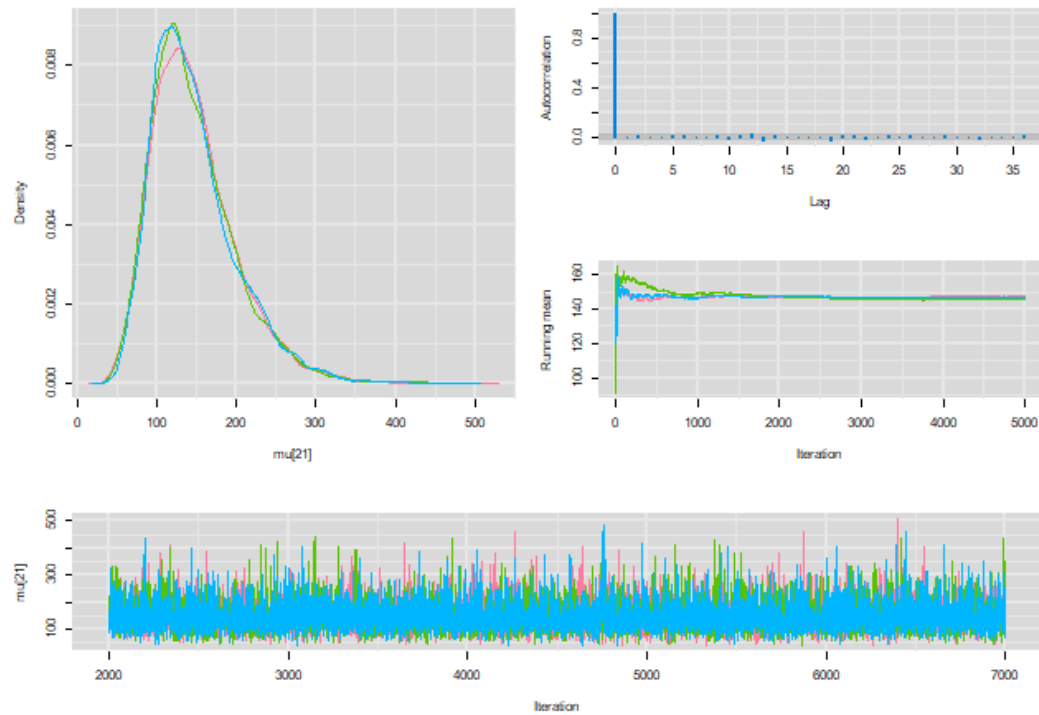 0.008
0.006
0.004
0.002
0.000
Density
0 100 200 300 400 500
mu[21]
0.8
0.4
0.0
Autocorrelation
0 5 10 15 20 25 30 35
Lag
160
140
120
100
Running mean
0 1000 2000 3000 4000 5000
Iteration
500
300
100
mu[21]
2000 3000 4000 5000 6000 7000
Iteration